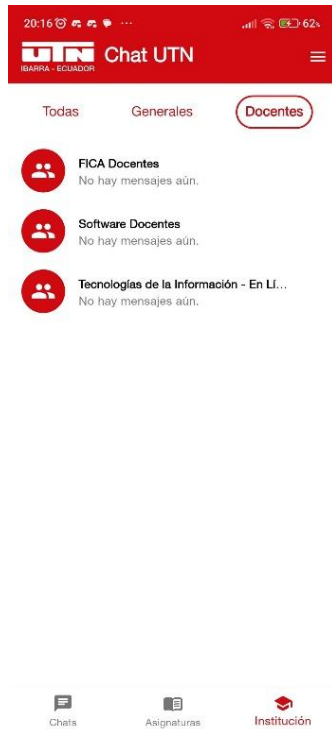 20:16 ... 62%
UTN Chat UTN
IBARRA - ECUADOR
Todas Generales Docentes
FICA Docentes
No hay mensajes aún.
Software Docentes
No hay mensajes aún.
Tecnologías de la Información - En Lí...
No hay mensajes aún.
Chats Asignaturas Institución